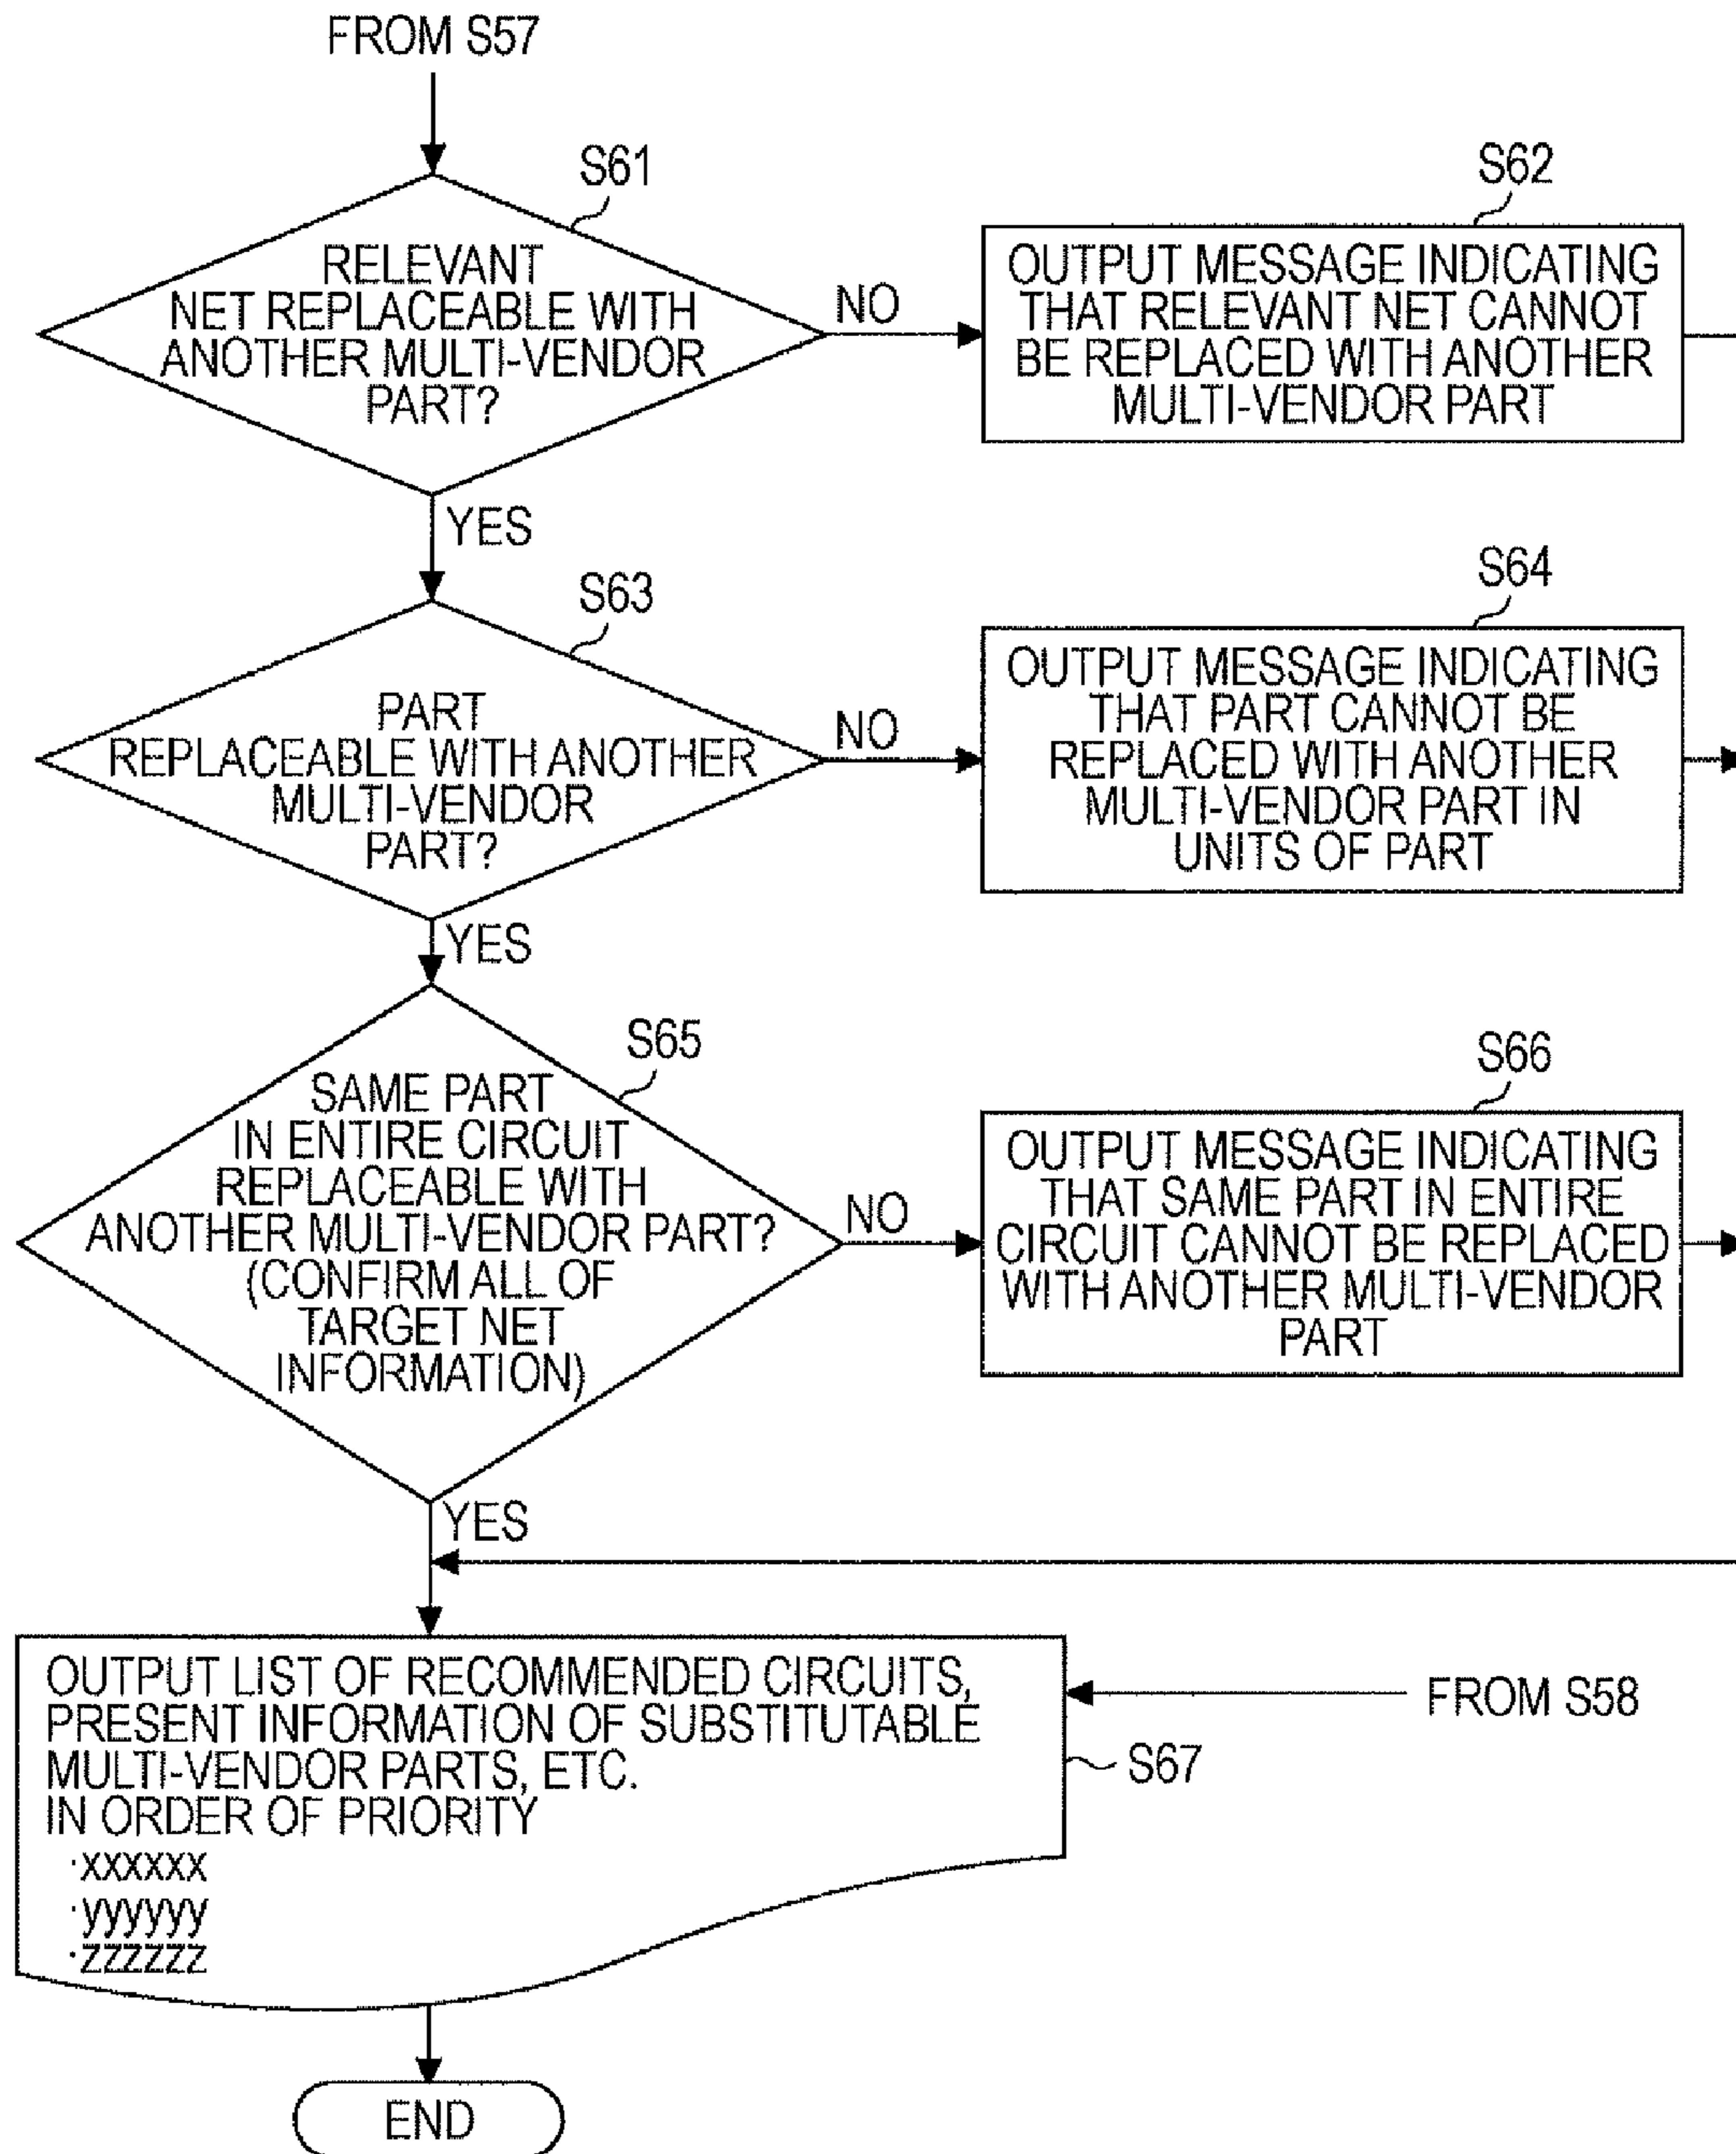 FROM S57
S61
RELEVANT
NET REPLACEABLE WITH
ANOTHER MULTI-VENDOR
PART?
NO
S62
OUTPUT MESSAGE INDICATING
THAT RELEVANT NET CANNOT
BE REPLACED WITH ANOTHER
MULTI-VENDOR PART
YES
S63
PART
REPLACEABLE WITH ANOTHER
MULTI-VENDOR
PART?
NO
S64
OUTPUT MESSAGE INDICATING
THAT PART CANNOT BE
REPLACED WITH ANOTHER
MULTI-VENDOR PART IN
UNITS OF PART
YES
S65
SAME PART
IN ENTIRE CIRCUIT
REPLACEABLE WITH
ANOTHER MULTI-VENDOR PART?
(CONFIRM ALL OF
TARGET NET
INFORMATION)
NO
S66
OUTPUT MESSAGE INDICATING
THAT SAME PART IN ENTIRE
CIRCUIT CANNOT BE REPLACED
WITH ANOTHER MULTI-VENDOR
PART
YES
OUTPUT LIST OF RECOMMENDED CIRCUITS,
PRESENT INFORMATION OF SUBSTITUTABLE
MULTI-VENDOR PARTS, ETC.
IN ORDER OF PRIORITY
·xxxxxx
·yyyyyy
·zzzzzz
FROM S58
S67
END